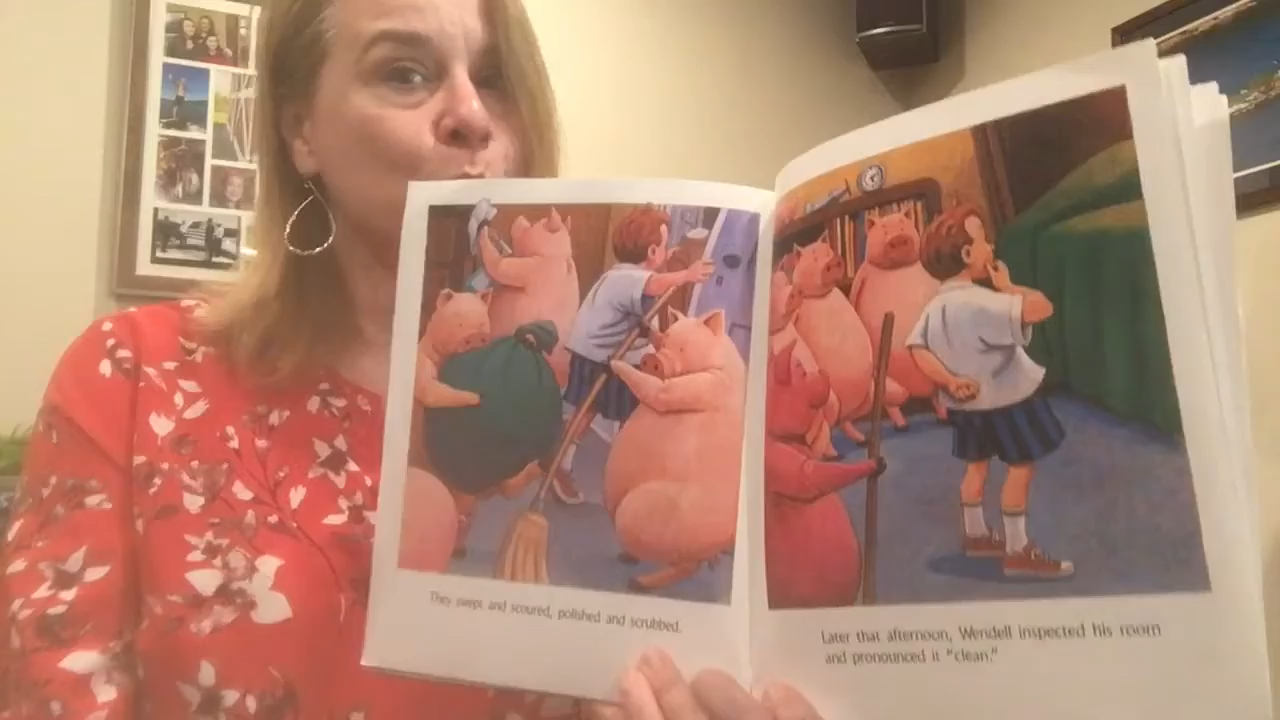 They swept and scoured, polished and scrubbed.
Later that afternoon, Wendell inspected his room
and pronounced it "clean."